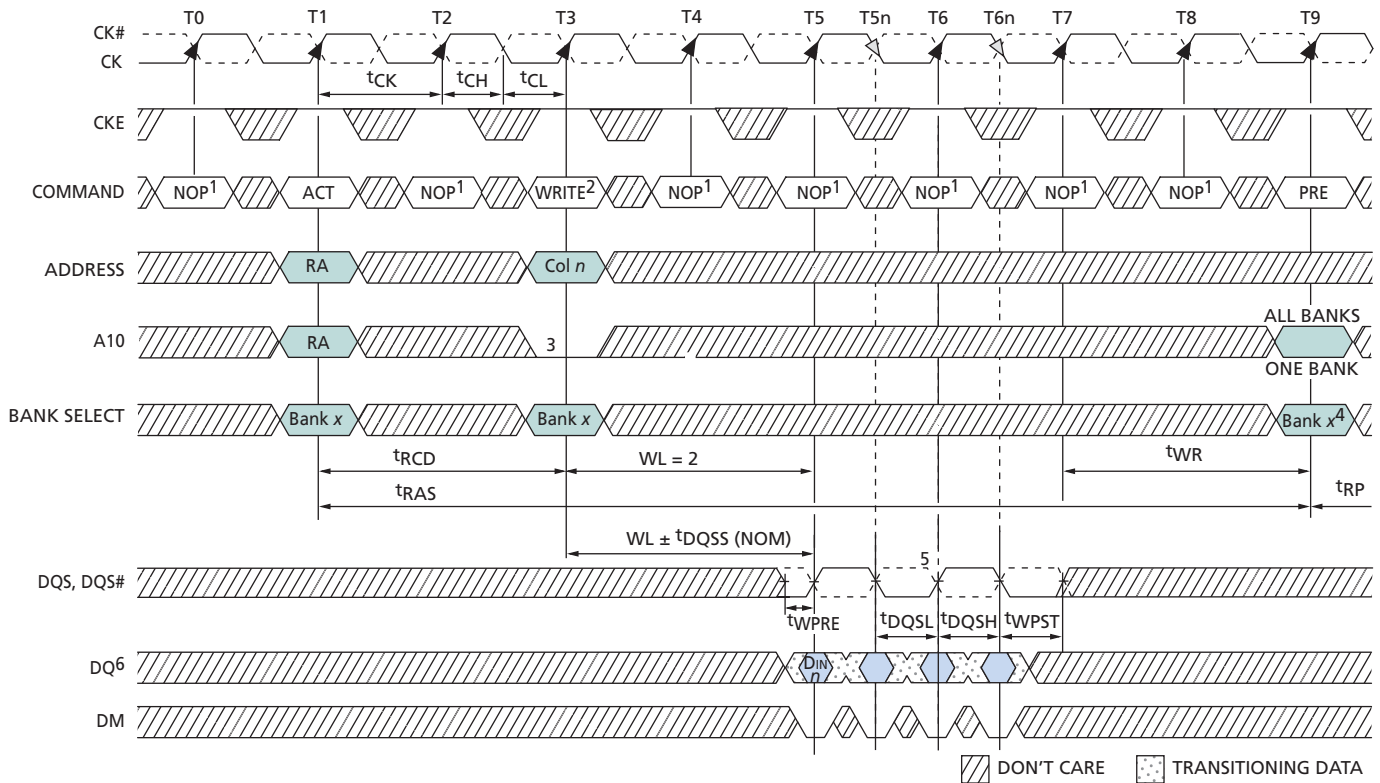 T0 T1 T2 T3 T4 T5 T5n T6 T6n T7 T8 T9
CK#
CK
tCK tCH tCL
CKE
COMMAND NOP1 ACT NOP1 WRITE2 NOP1 NOP1 NOP1 NOP1 NOP1 PRE
ADDRESS RA Col n
ALL BANKS
A10 RA 3
ONE BANK
BANK SELECT Bank x Bank x Bank x4
tRCD WL = 2 tWR
tRAS tRP
WL ± tDQSS (NOM)
5
DQS, DQS#
tWPRE tDQSL tDQSH tWPST
DQ6 DIN
n
DM
DON'T CARE TRANSITIONING DATA